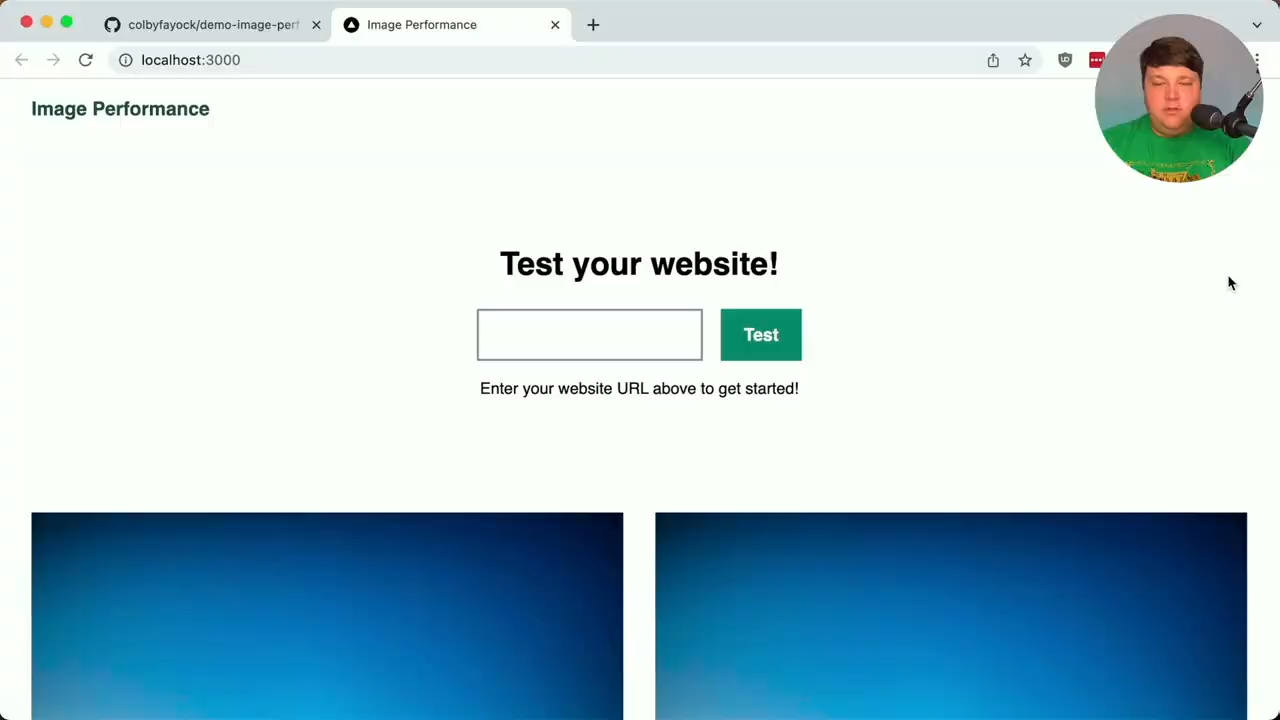 colbyfayock/demo-image-perf
Image Performance
localhost:3000
Image Performance
Test your website!
Test
Enter your website URL above to get started!